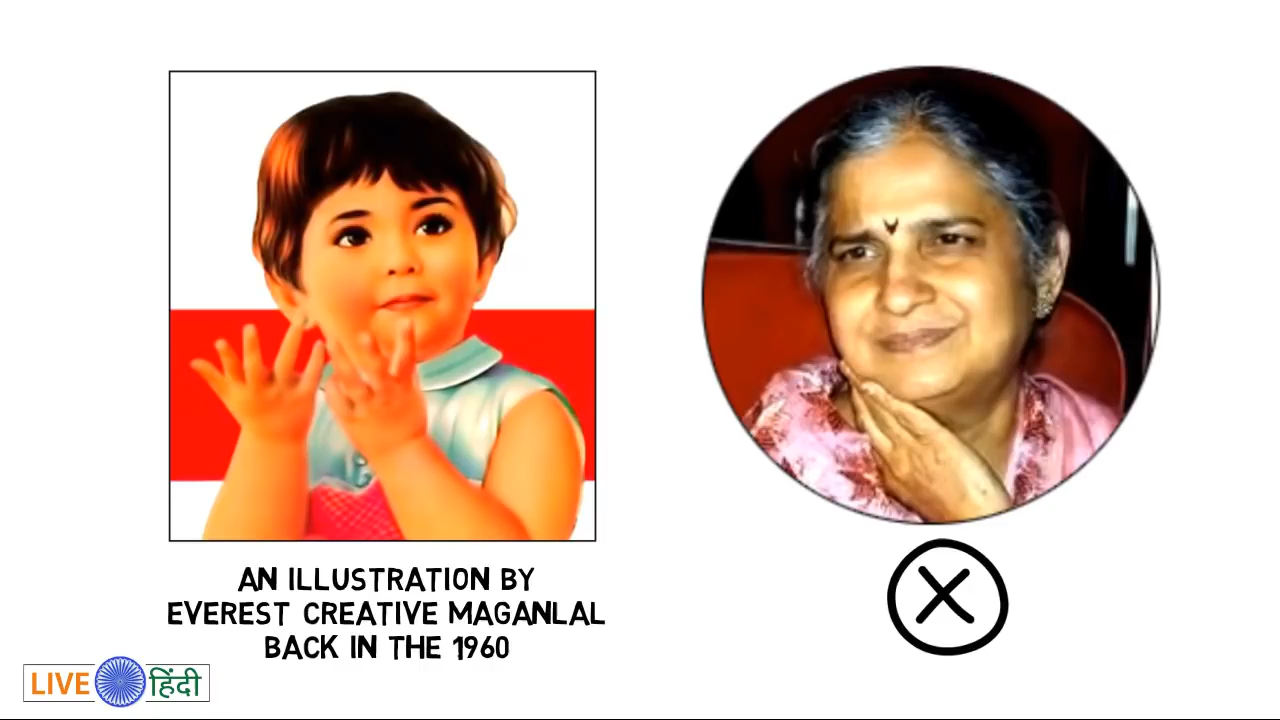 AN ILLUSTRATION BY
EVEREST CREATIVE MAGANLAL
BACK IN THE 1960
LIVE हिंदी